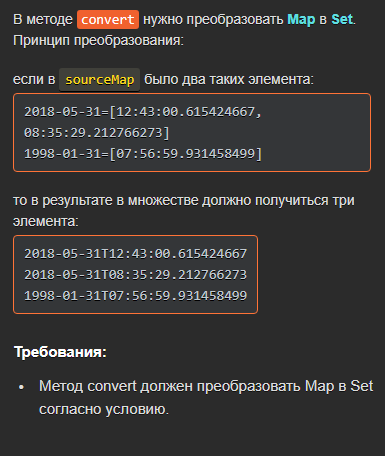 В методе convert нужно преобразовать Map в Set.
Принцип преобразования:
если в sourceMap было два таких элемента:
2018-05-31=[12:43:00.615424667,
08:35:29.212766273]
1998-01-31=[07:56:59.931458499]
то в результате в множестве должно получиться три
элемента:
2018-05-31T12:43:00.615424667
2018-05-31T08:35:29.212766273
1998-01-31T07:56:59.931458499
Требования:
• Метод convert должен преобразовать Map в Set
согласно условию.